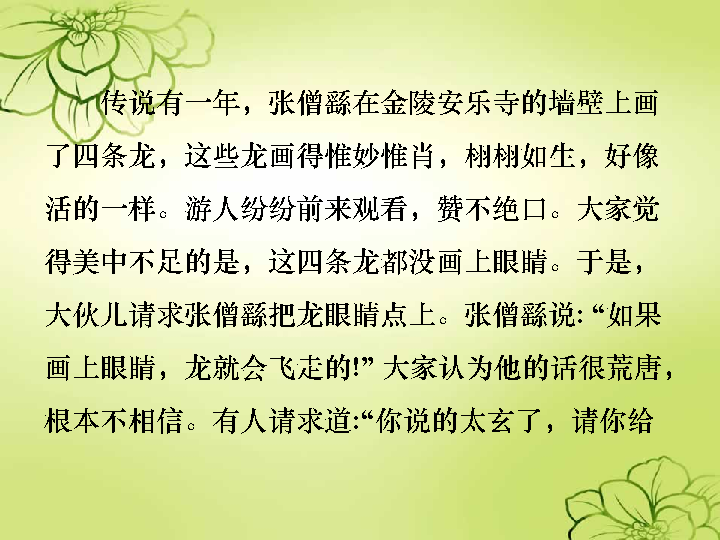 传说有一年，张僧繇在金陵安乐寺的墙壁上画
了四条龙，这些龙画得惟妙惟肖，栩栩如生，好像
活的一样。游人纷纷前来观看，赞不绝口。大家觉
得美中不足的是，这四条龙都没画上眼睛。于是，
大伙儿请求张僧繇把龙眼睛点上。张僧繇说：“如果
画上眼睛，龙就会飞走的!” 大家认为他的话很荒唐，
根本不相信。有人请求道:“你说的太玄了，请你给